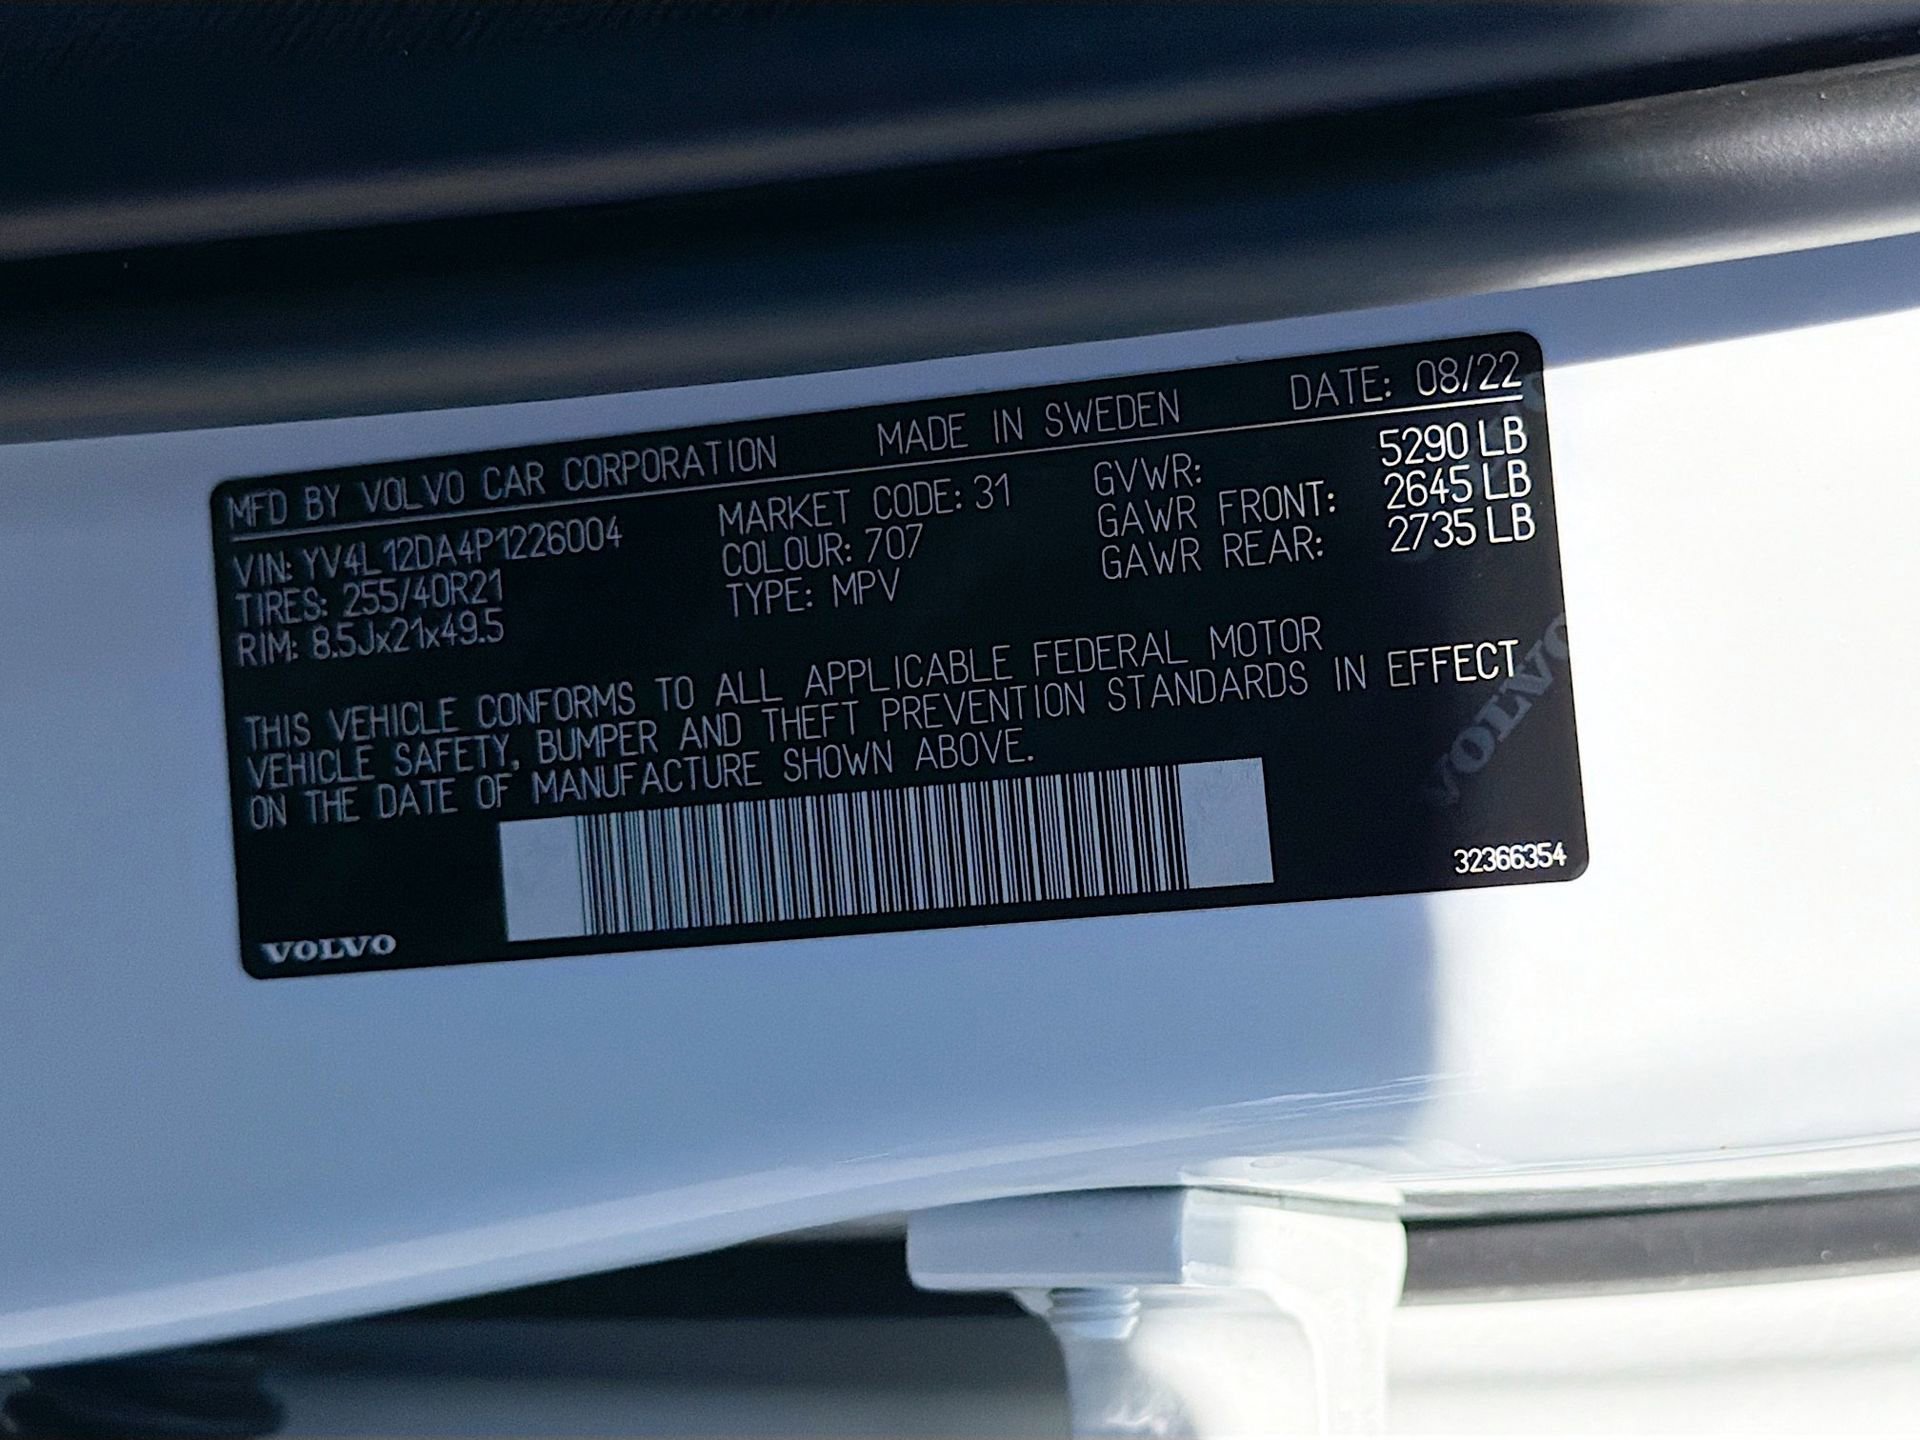 MFD BY VOLVO CAR CORPORATION MADE IN SWEDEN DATE: 08/22
VIN: YV4L12DA4P1226004 MARKET CODE: 31 GVWR: 5290 LB
TIRES: 255/40R21 COLOUR: 707 GAWR FRONT: 2645 LB
RIM: 8.5Jx21x49.5 TYPE: MPV GAWR REAR: 2735 LB
THIS VEHICLE CONFORMS TO ALL APPLICABLE FEDERAL MOTOR
VEHICLE SAFETY, BUMPER AND THEFT PREVENTION STANDARDS IN EFFECT
ON THE DATE OF MANUFACTURE SHOWN ABOVE.
VOLVO
32366354
VOLVO